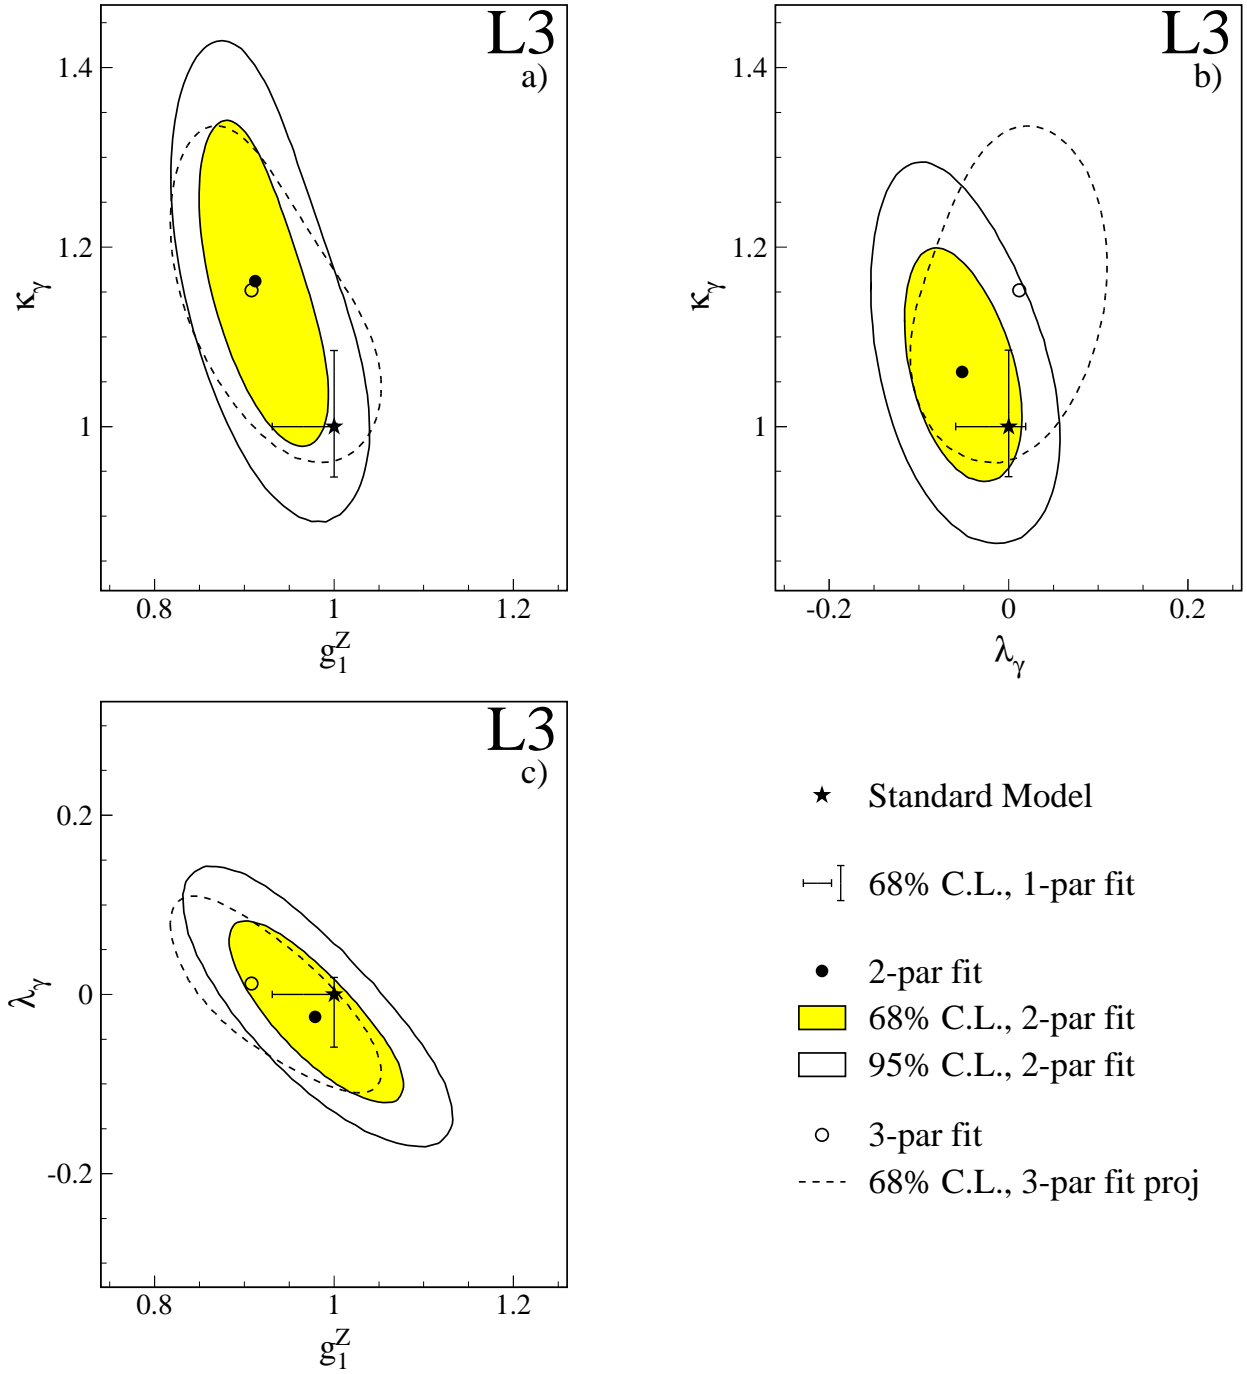 L3
a)
1.4
1.2
1
κγ
0.8
1
1.2
g₁ᶻ
L3
b)
1.4
1.2
1
κγ
-0.2
0
0.2
λγ
L3
c)
0.2
0
-0.2
λγ
0.8
1
1.2
g₁ᶻ
Standard Model
68% C.L., 1-par fit
2-par fit
68% C.L., 2-par fit
95% C.L., 2-par fit
3-par fit
68% C.L., 3-par fit proj